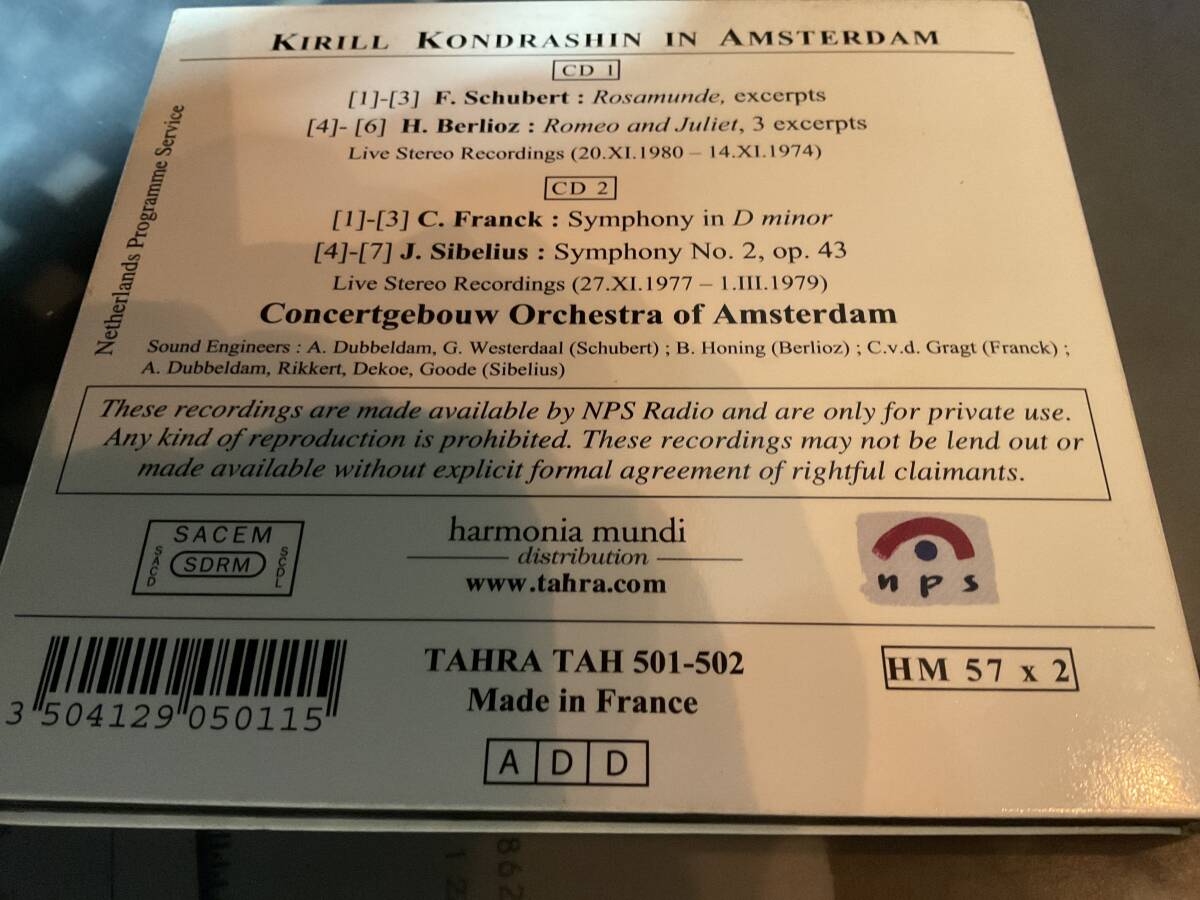 KIRILL KONDRASHIN IN AMSTERDAM
CD 1
[1]-[3] F. Schubert : Rosamunde, excerpts
[4]- [6] H. Berlioz : Romeo and Juliet, 3 excerpts
Live Stereo Recordings (20.XI.1980 – 14.XI.1974)
CD 2
[1]-[3] C. Franck : Symphony in D minor
[4]-[7] J. Sibelius : Symphony No. 2, op. 43
Live Stereo Recordings (27.XI.1977 – 1.III.1979)
Netherlands Programme Service
Concertgebouw Orchestra of Amsterdam
Sound Engineers : A. Dubbeldam, G. Westerdaal (Schubert) ; B. Honing (Berlioz) ; C.v.d. Gragt (Franck) ;
A. Dubbeldam, Rikkert, Dekoe, Goode (Sibelius)
These recordings are made available by NPS Radio and are only for private use.
Any kind of reproduction is prohibited. These recordings may not be lend out or
made available without explicit formal agreement of rightful claimants.
SACEM
SACD
SDRM
SCDL
harmonia mundi
distribution
www.tahra.com
nps
3 504129 050115
TAHRA TAH 501-502
Made in France
HM 57 x 2
A D D
862
12